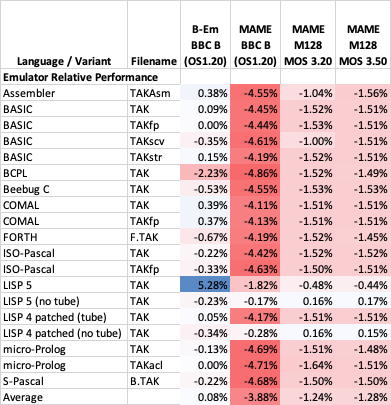 Language / Variant Filename B-Em BBC B (OS1.20) MAME BBC B (OS1.20) MAME M128 MOS 3.20 MAME M128 MOS 3.50
Emulator Relative Performance
Assembler TAKAsm 0.38% -4.55% -1.04% -1.56%
BASIC TAK 0.09% -4.45% -1.52% -1.51%
BASIC TAKfp 0.00% -4.44% -1.53% -1.51%
BASIC TAKscv -0.35% -4.61% -1.00% -1.51%
BASIC TAKstr 0.15% -4.19% -1.52% -1.51%
BCPL TAK -2.23% -4.86% -1.52% -1.49%
Beebug C TAK -0.53% -4.55% -1.53% -1.53%
COMAL TAK 0.39% -4.11% -1.51% -1.51%
COMAL TAKfp 0.37% -4.13% -1.51% -1.51%
FORTH F.TAK -0.67% -4.19% -1.52% -1.45%
ISO-Pascal TAK -0.22% -4.42% -1.52% -1.52%
ISO-Pascal TAKfp -0.33% -4.63% -1.50% -1.51%
LISP 5 TAK 5.28% -1.82% -0.48% -0.44%
LISP 5 (no tube) TAK -0.23% -0.17% 0.16% 0.17%
LISP 4 patched (tube) TAK 0.05% -4.17% -1.51% -1.51%
LISP 4 patched (no tube) TAK -0.34% -0.28% 0.16% 0.15%
micro-Prolog TAK -0.13% -4.69% -1.51% -1.48%
micro-Prolog TAKacl 0.00% -4.71% -1.64% -1.51%
S-Pascal B.TAK -0.22% -4.68% -1.50% -1.50%
Average 0.08% -3.88% -1.24% -1.28%